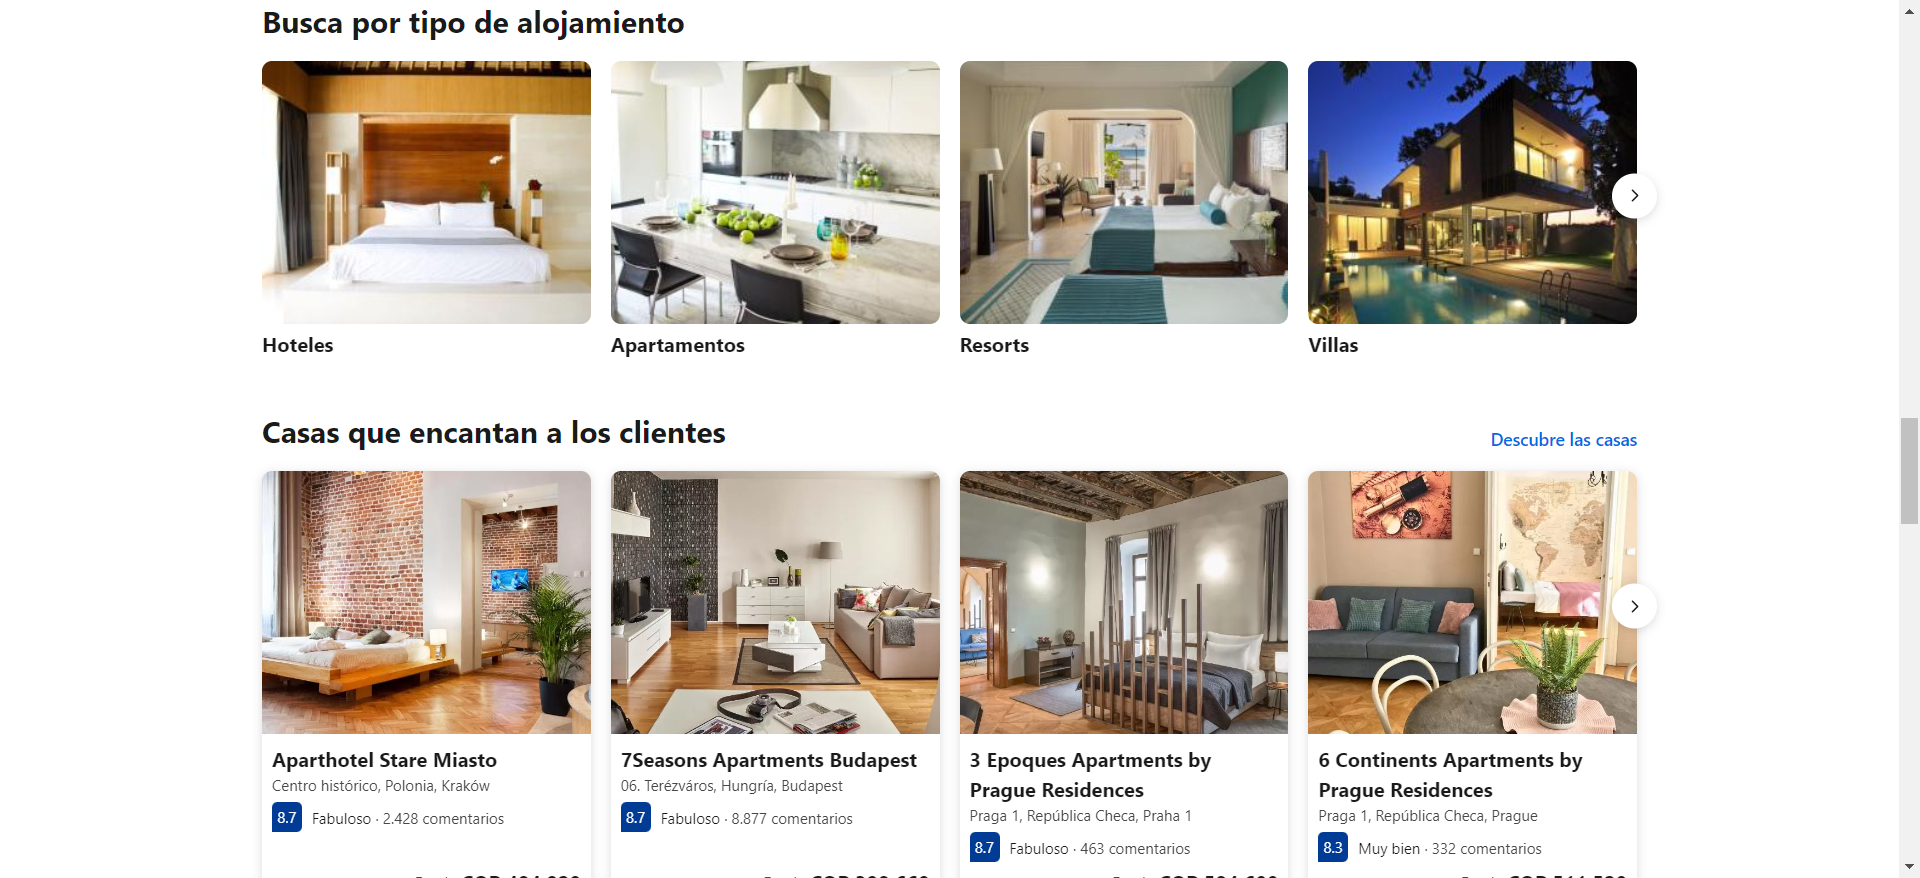 Busca por tipo de alojamiento
Hoteles
Apartamentos
Resorts
Villas
Casas que encantan a los clientes
Descubre las casas
Aparthotel Stare Miasto
Centro histórico, Polonia, Kraków
8.7 Fabuloso · 2.428 comentarios
7Seasons Apartments Budapest
06. Terézváros, Hungría, Budapest
8.7 Fabuloso · 8.877 comentarios
3 Epoques Apartments by
Prague Residences
Praga 1, República Checa, Praha 1
8.7 Fabuloso · 463 comentarios
6 Continents Apartments by
Prague Residences
Praga 1, República Checa, Prague
8.3 Muy bien · 332 comentarios